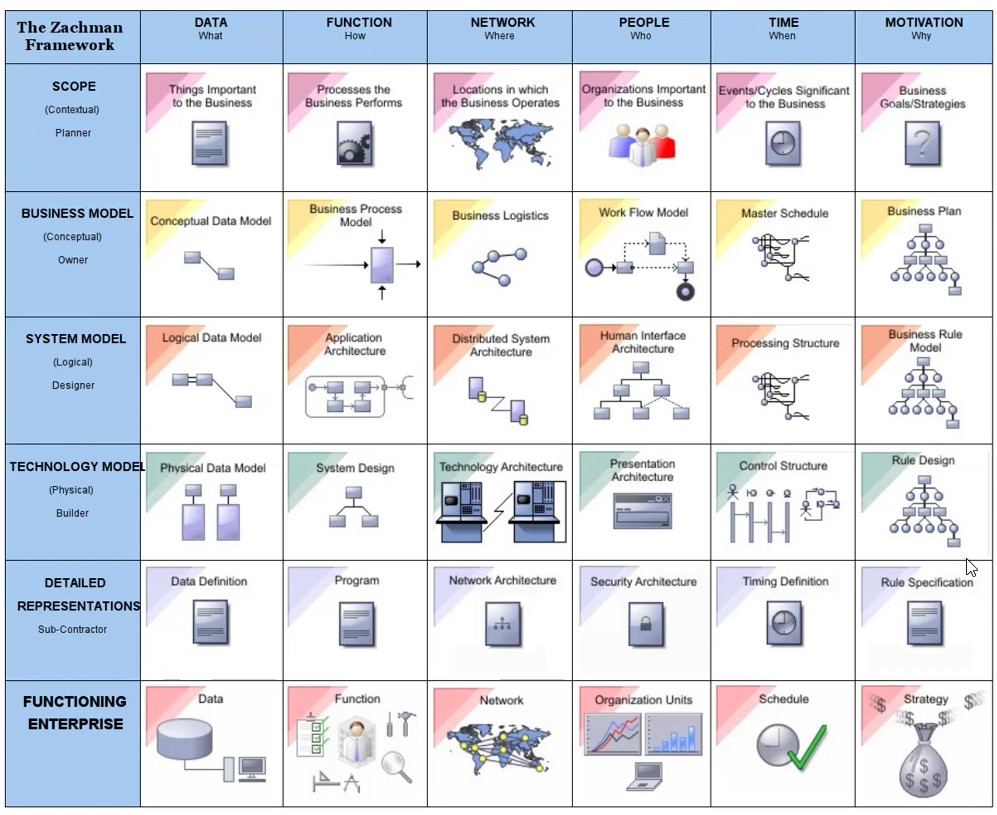 The Zachman
Framework
DATA
What
FUNCTION
How
NETWORK
Where
PEOPLE
Who
TIME
When
MOTIVATION
Why
SCOPE
(Contextual)
Planner
Things Important
to the Business
Processes the
Business Performs
Locations in which
the Business Operates
Organizations Important
to the Business
Events/Cycles Significant
to the Business
Business
Goals/Strategies
?
BUSINESS MODEL
(Conceptual)
Owner
Conceptual Data Model
Business Process
Model
Business Logistics
Work Flow Model
Master Schedule
Business Plan
SYSTEM MODEL
(Logical)
Designer
Logical Data Model
Application
Architecture
Distributed System
Architecture
Human Interface
Architecture
Processing Structure
Business Rule
Model
TECHNOLOGY MODEL
(Physical)
Builder
Physical Data Model
System Design
Technology Architecture
Presentation
Architecture
Control Structure
Rule Design
DETAILED
REPRESENTATIONS
Sub-Contractor
Data Definition
Program
Network Architecture
Security Architecture
Timing Definition
Rule Specification
FUNCTIONING
ENTERPRISE
Data
Function
Network
Organization Units
Schedule
Strategy
$ $ $ $
$
$ $
$ $